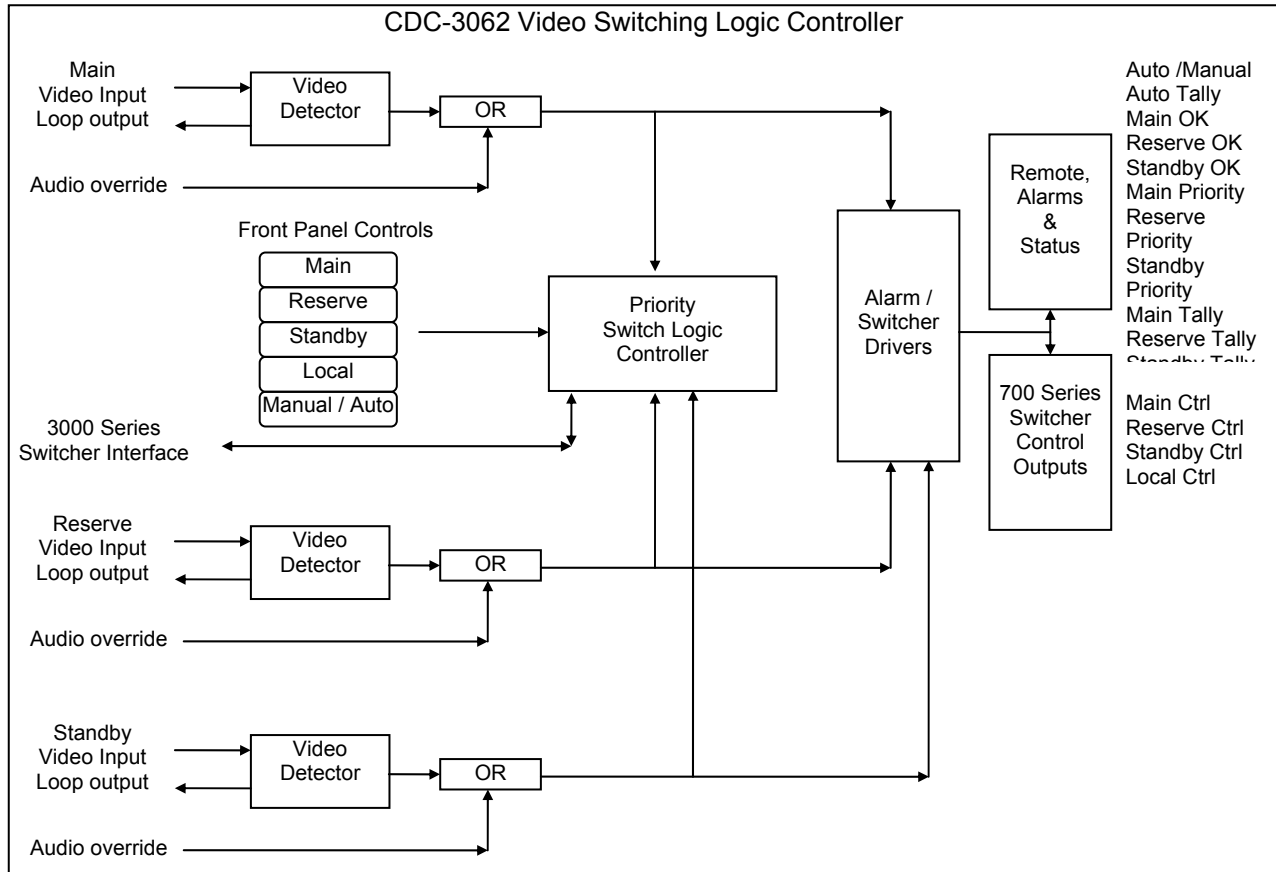 CDC-3062 Video Switching Logic Controller
Main
Video Input
Loop output
Video
Detector
OR
Audio override
Front Panel Controls
Main
Reserve
Standby
Local
Manual / Auto
3000 Series
Switcher Interface
Priority
Switch Logic
Controller
Alarm /
Switcher
Drivers
Remote,
Alarms
&
Status
Auto /Manual
Auto Tally
Main OK
Reserve OK
Standby OK
Main Priority
Reserve
Priority
Standby
Priority
Main Tally
Reserve Tally
Standby Tally
700 Series
Switcher
Control
Outputs
Main Ctrl
Reserve Ctrl
Standby Ctrl
Local Ctrl
Reserve
Video Input
Loop output
Video
Detector
OR
Audio override
Standby
Video Input
Loop output
Video
Detector
OR
Audio override